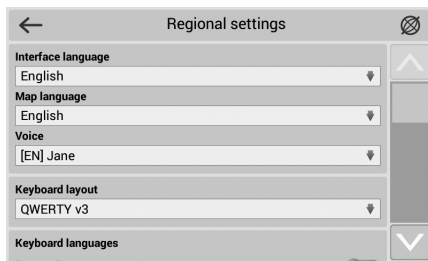 Regional settings
Interface language
English
Map language
English
Voice
[EN] Jane
Keyboard layout
QWERTY v3
Keyboard languages